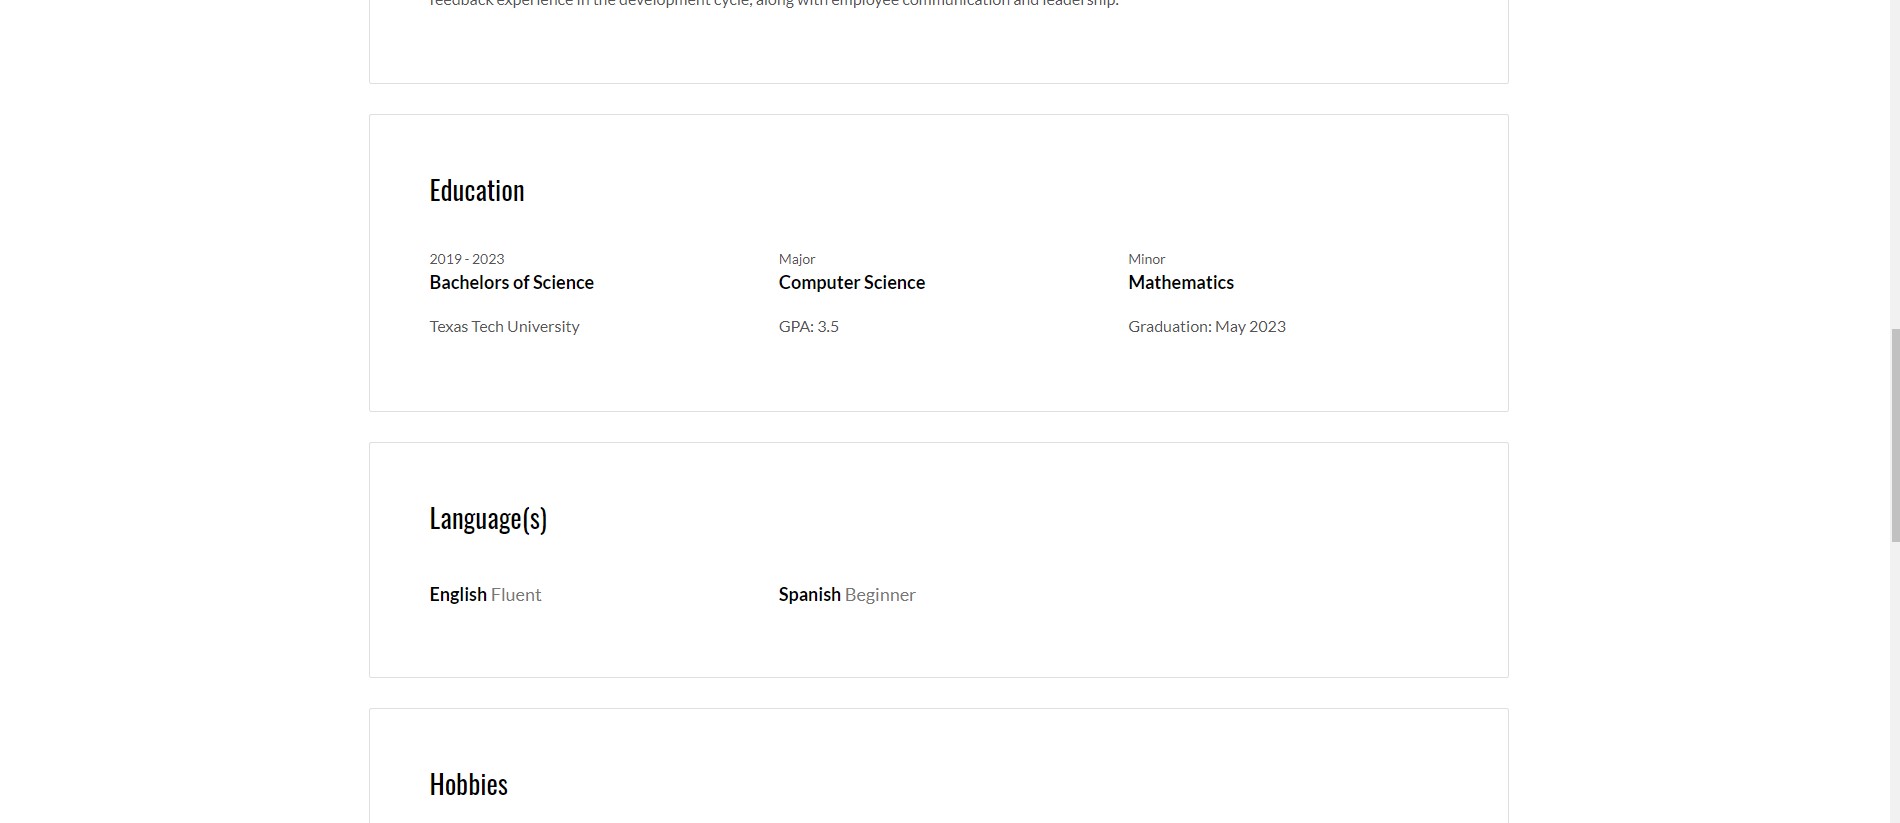 feedback experience in the development cycle, along with employee communication and leadership.
Education
2019 - 2023
Bachelors of Science
Texas Tech University
Major
Computer Science
GPA: 3.5
Minor
Mathematics
Graduation: May 2023
Language(s)
English Fluent
Spanish Beginner
Hobbies